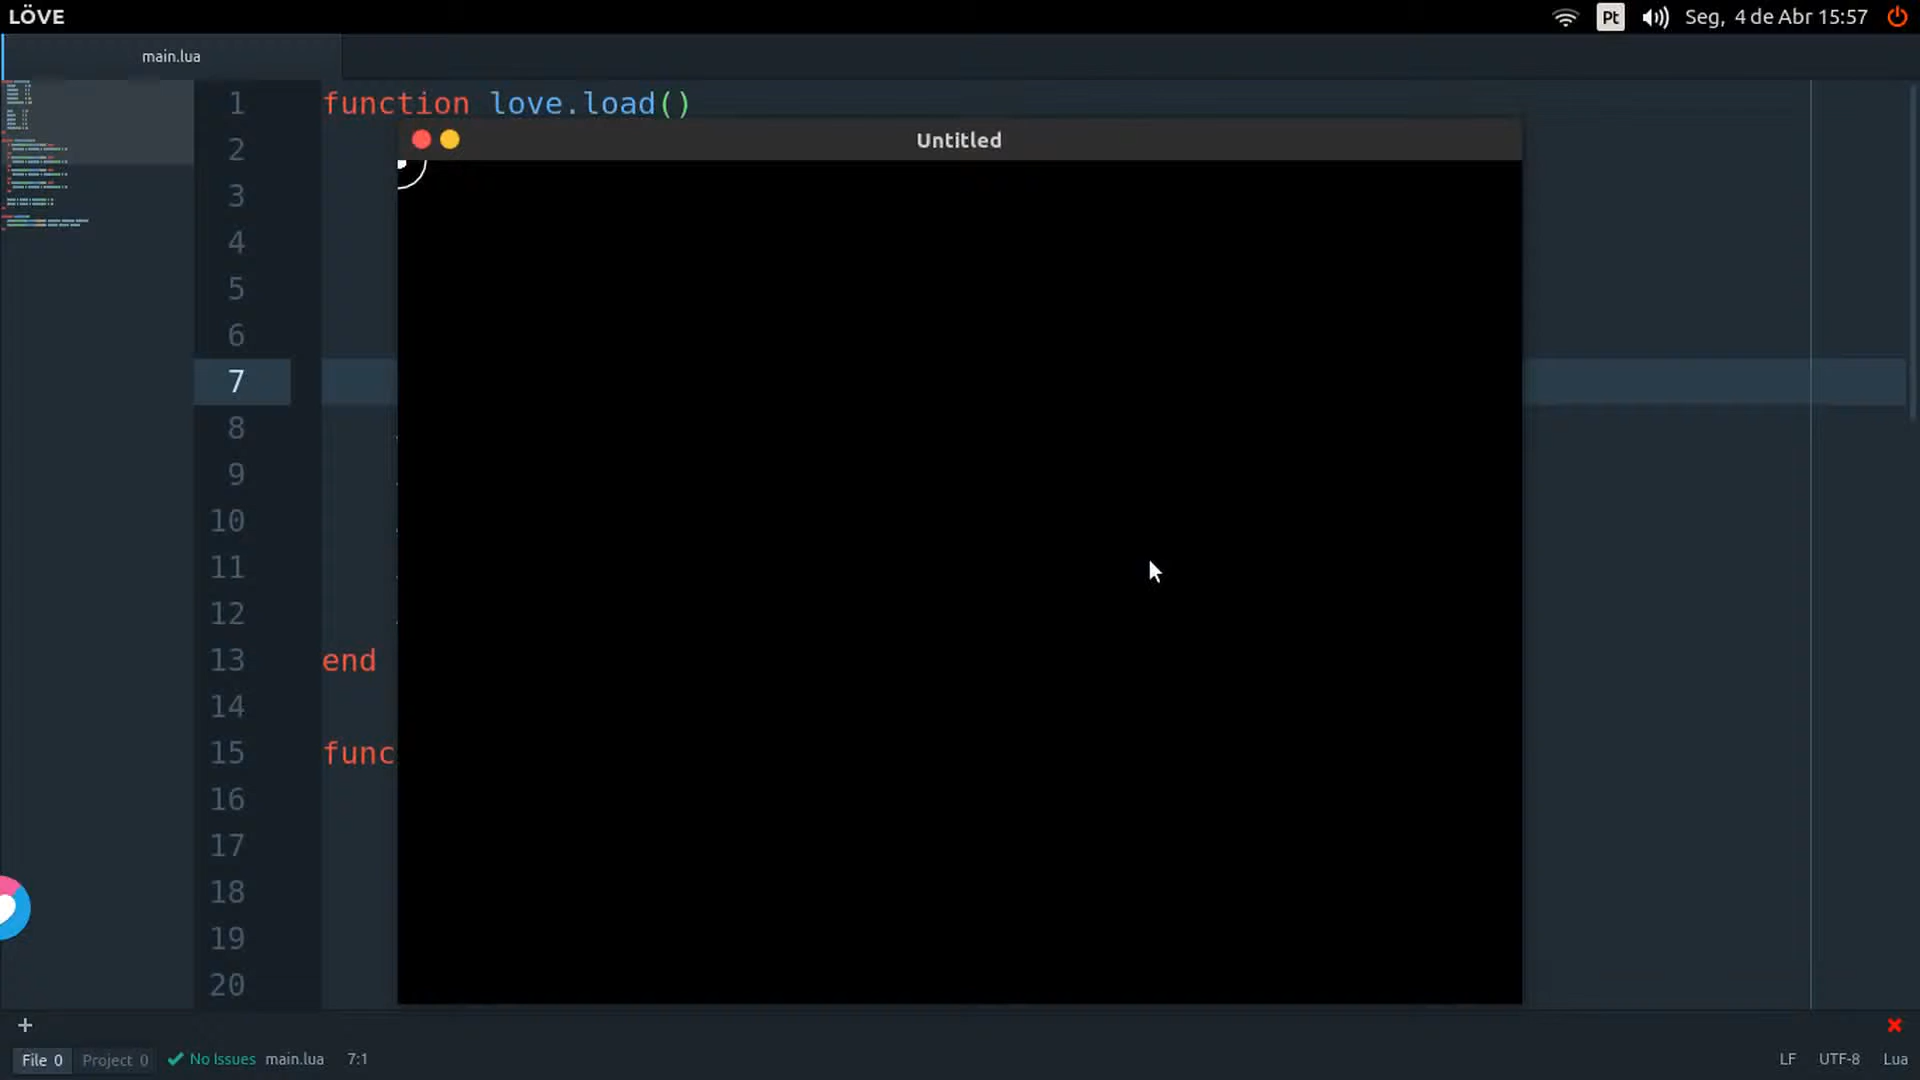 LÖVE
Pt
Seg, 4 de Abr 15:57
main.lua
1 function love.load()
Untitled
2
3
4
5
6
7
8
9
10
11
12
13 end
14
15 func
16
17
18
19
20
+
File 0 Project 0 No Issues main.lua 7:1
LF UTF-8 Lua